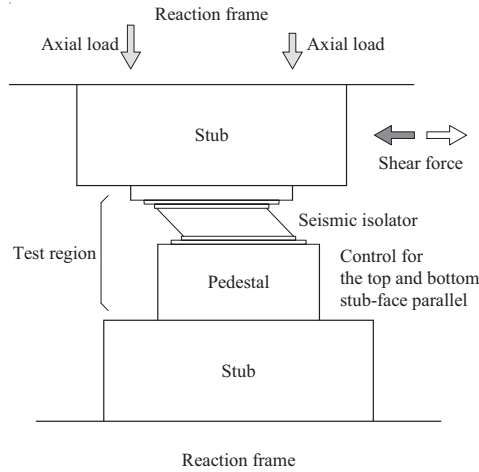 Reaction frame
Axial load
Axial load
Stub
Shear force
Seismic isolator
Test region
Control for
the top and bottom
stub-face parallel
Pedestal
Stub
Reaction frame